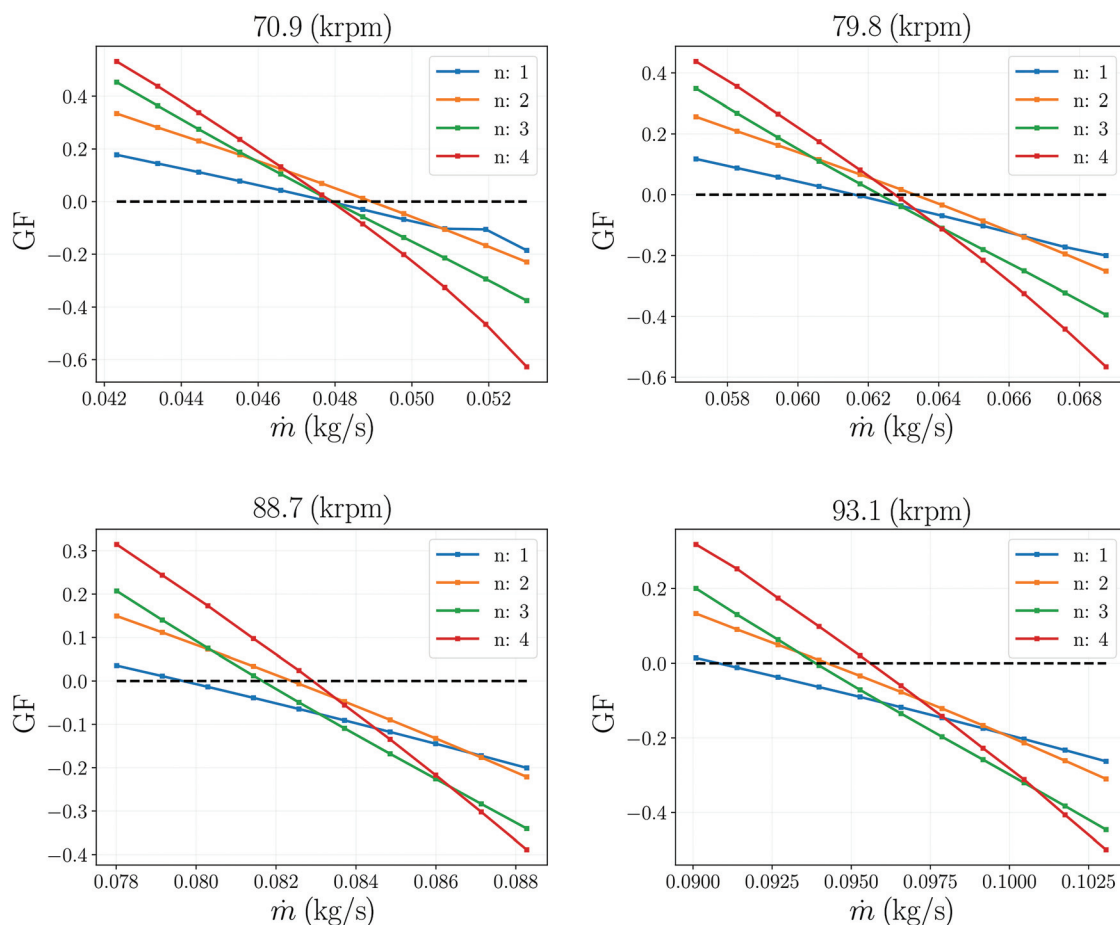 70.9 (krpm)
GF
0.4
0.2
0.0
−0.2
−0.4
−0.6
n: 1
n: 2
n: 3
n: 4
0.042 0.044 0.046 0.048 0.050 0.052
ṁ (kg/s)
79.8 (krpm)
GF
0.4
0.2
0.0
−0.2
−0.4
−0.6
n: 1
n: 2
n: 3
n: 4
0.058 0.060 0.062 0.064 0.066 0.068
ṁ (kg/s)
88.7 (krpm)
GF
0.3
0.2
0.1
0.0
−0.1
−0.2
−0.3
−0.4
n: 1
n: 2
n: 3
n: 4
0.078 0.080 0.082 0.084 0.086 0.088
ṁ (kg/s)
93.1 (krpm)
GF
0.2
0.0
−0.2
−0.4
n: 1
n: 2
n: 3
n: 4
0.0900 0.0925 0.0950 0.0975 0.1000 0.1025
ṁ (kg/s)